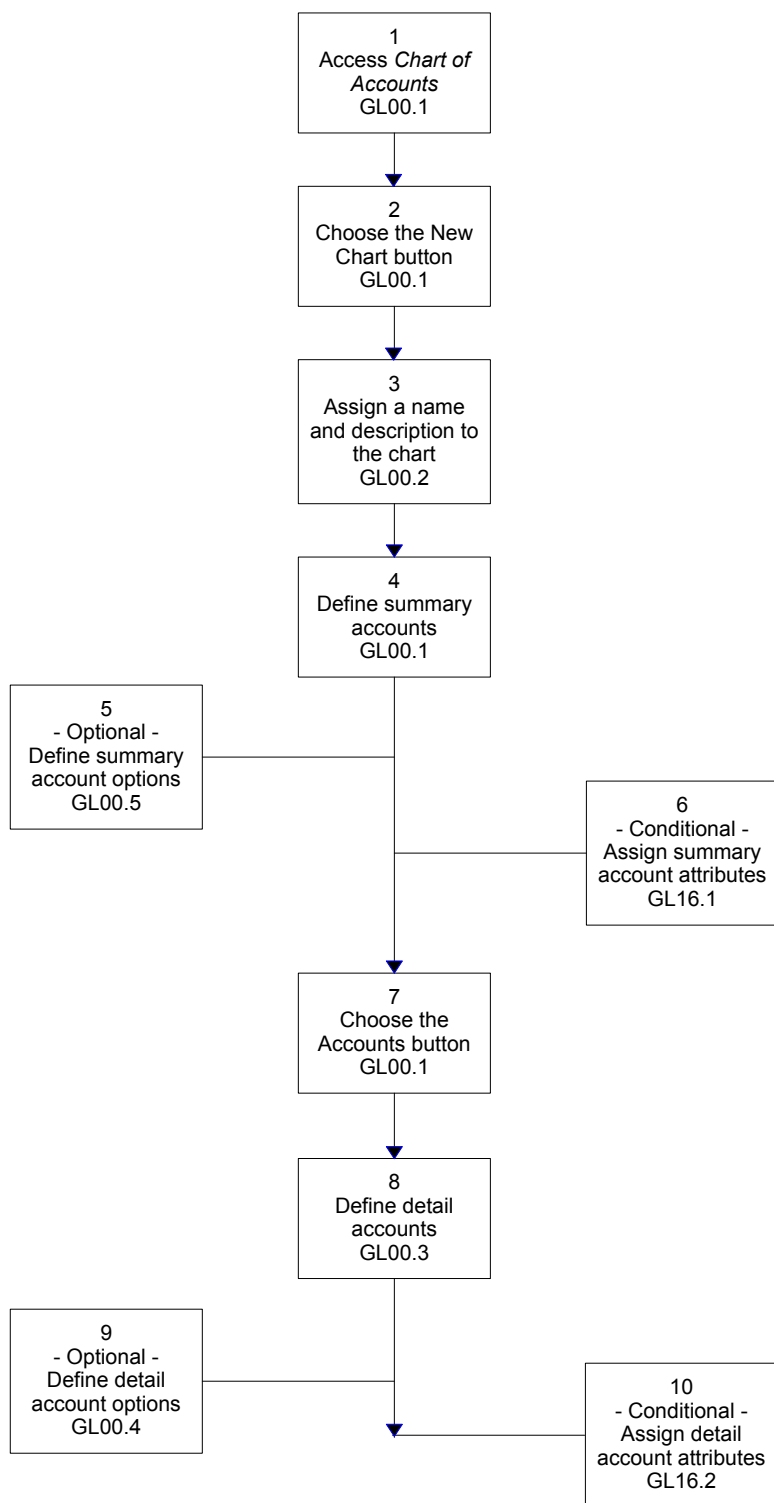 1
Access Chart of
Accounts
GL00.1
2
Choose the New
Chart button
GL00.1
3
Assign a name
and description to
the chart
GL00.2
4
Define summary
accounts
GL00.1
5
- Optional -
Define summary
account options
GL00.5
6
- Conditional -
Assign summary
account attributes
GL16.1
7
Choose the
Accounts button
GL00.1
8
Define detail
accounts
GL00.3
9
- Optional -
Define detail
account options
GL00.4
10
- Conditional -
Assign detail
account attributes
GL16.2